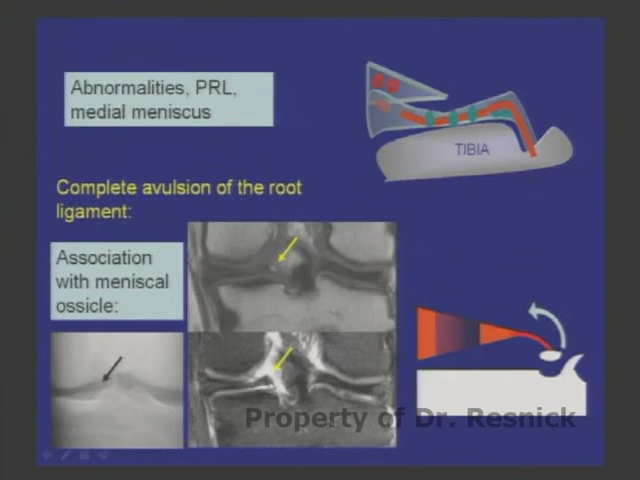 Abnormalities, PRL,
medial meniscus
TIBIA
Complete avulsion of the root
ligament:
Association
with meniscal
ossicle:
Property of Dr. Resnick